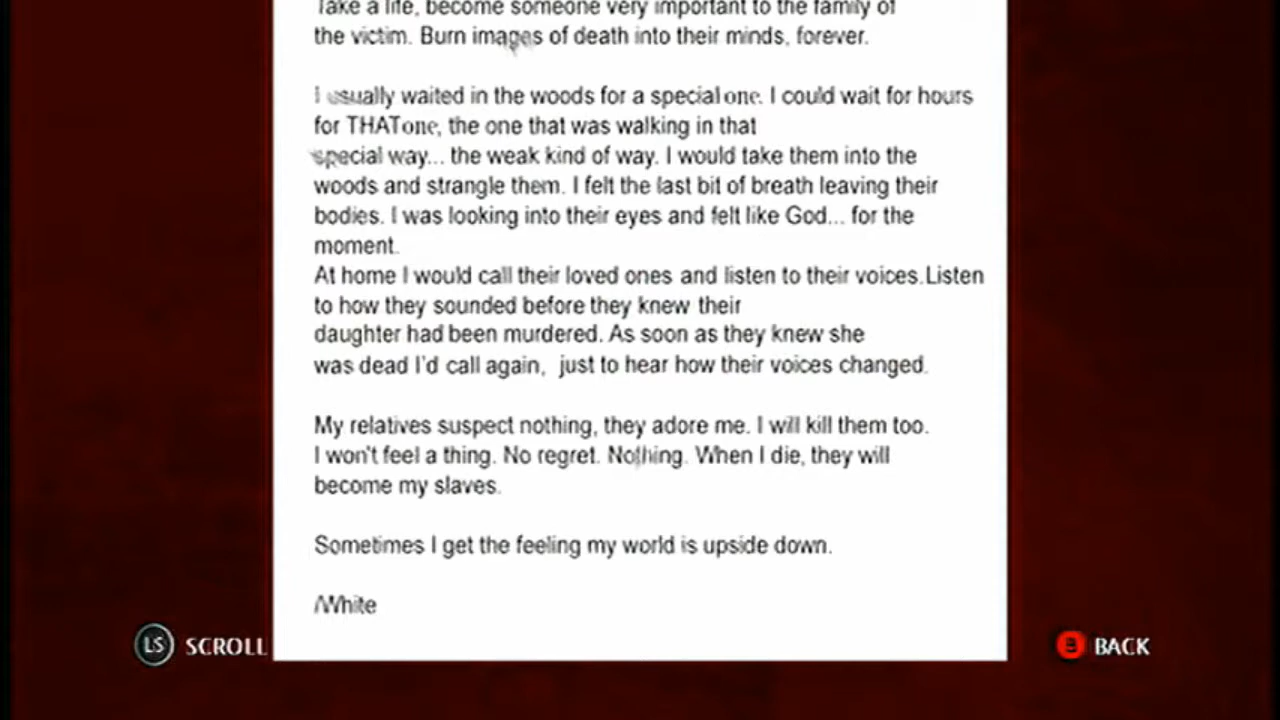 Take a life, become someone very important to the family of
the victim. Burn images of death into their minds, forever.
I usually waited in the woods for a special one. I could wait for hours
for THATone, the one that was walking in that
special way... the weak kind of way. I would take them into the
woods and strangle them. I felt the last bit of breath leaving their
bodies. I was looking into their eyes and felt like God... for the
moment.
At home I would call their loved ones and listen to their voices.Listen
to how they sounded before they knew their
daughter had been murdered. As soon as they knew she
was dead I'd call again, just to hear how their voices changed.
My relatives suspect nothing, they adore me. I will kill them too.
I won't feel a thing. No regret. Nothing. When I die, they will
become my slaves.
Sometimes I get the feeling my world is upside down.
/White
LS SCROLL
B BACK